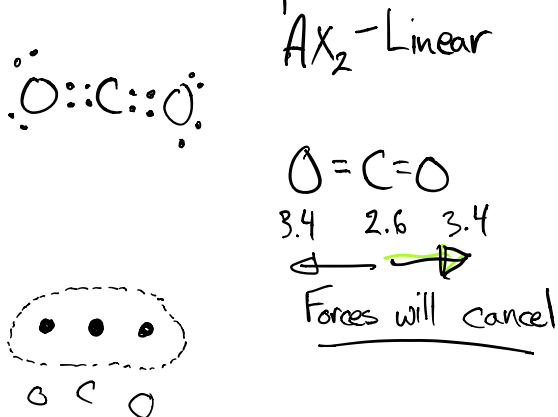 AX₂ - Linear
O::C::O
O=C=O
3.4 2.6 3.4
Forces will cancel
O C O